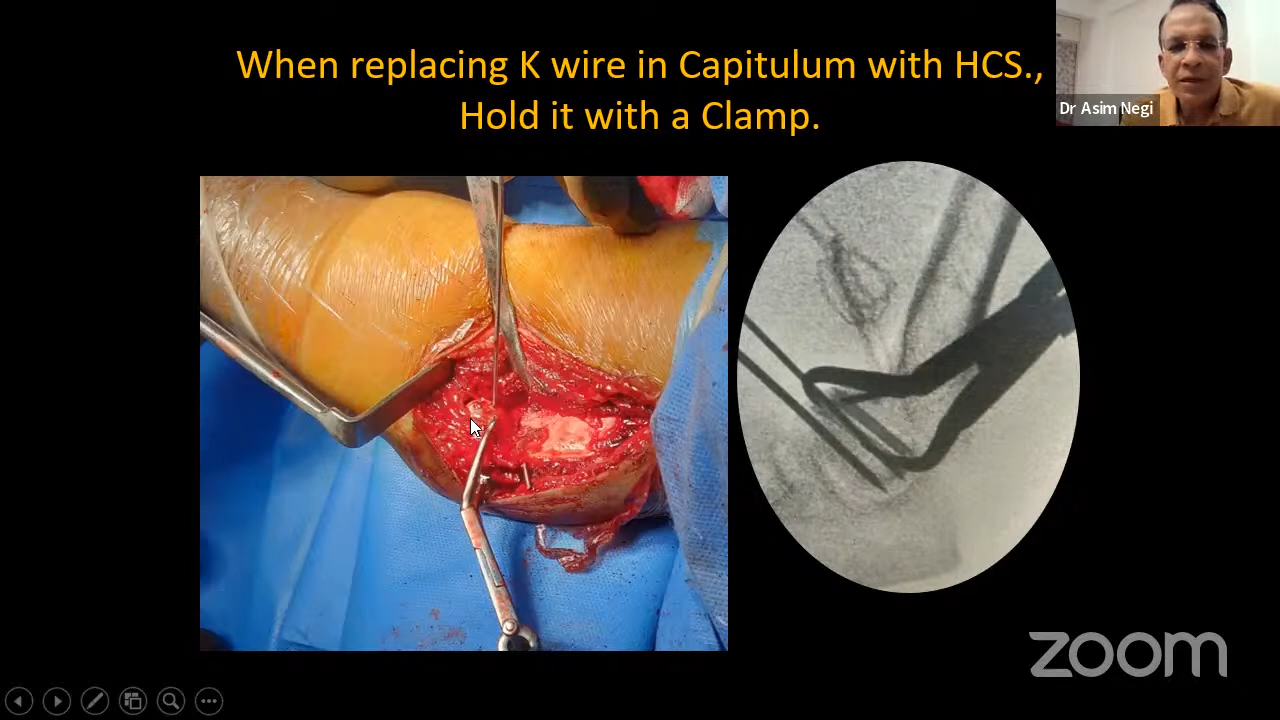 When replacing K wire in Capitulum with HCS.,
Hold it with a Clamp.
Dr Asim Negi
zoom